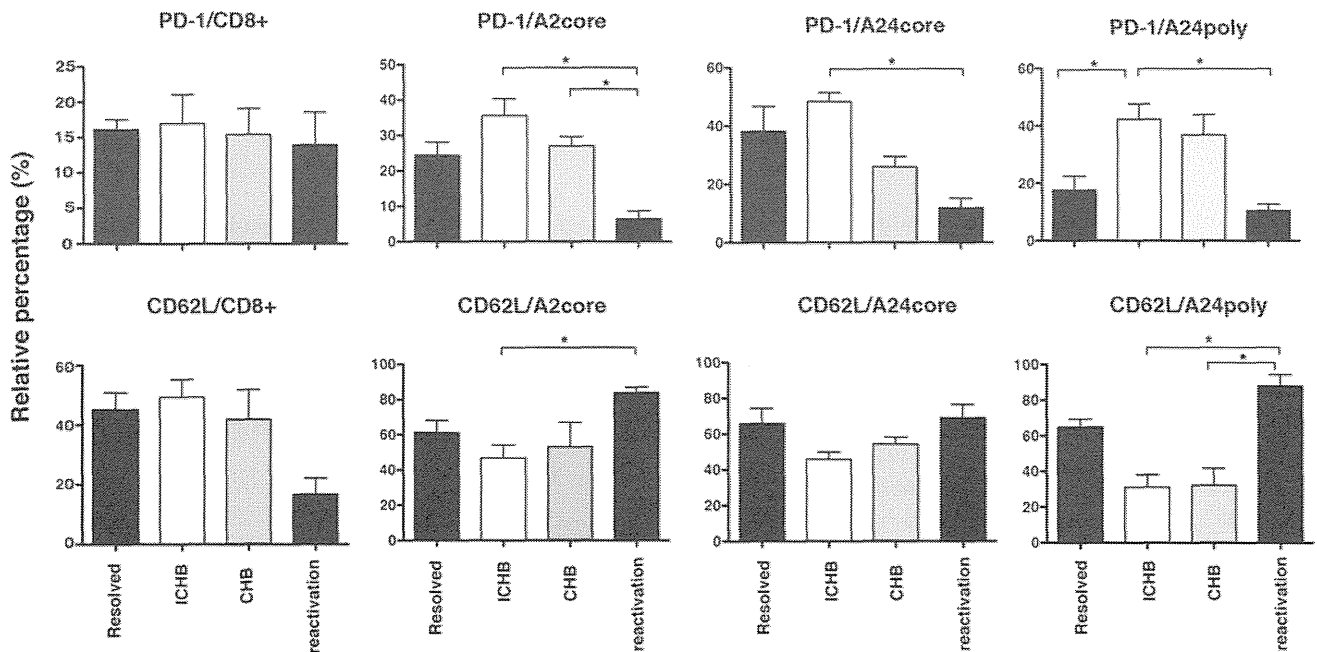 PD-1/CD8+
PD-1/A2core
PD-1/A24core
PD-1/A24poly
Relative percentage (%)
25
20
15
10
5
0
50
40
30
20
10
0
*
*
60
40
20
0
*
60
40
20
0
*
*
CD62L/CD8+
CD62L/A2core
CD62L/A24core
CD62L/A24poly
60
40
20
0
100
80
60
40
20
0
*
100
80
60
40
20
0
100
80
60
40
20
0
*
*
Resolved
ICHB
CHB
reactivation
Resolved
ICHB
CHB
reactivation
Resolved
ICHB
CHB
reactivation
Resolved
ICHB
CHB
reactivation